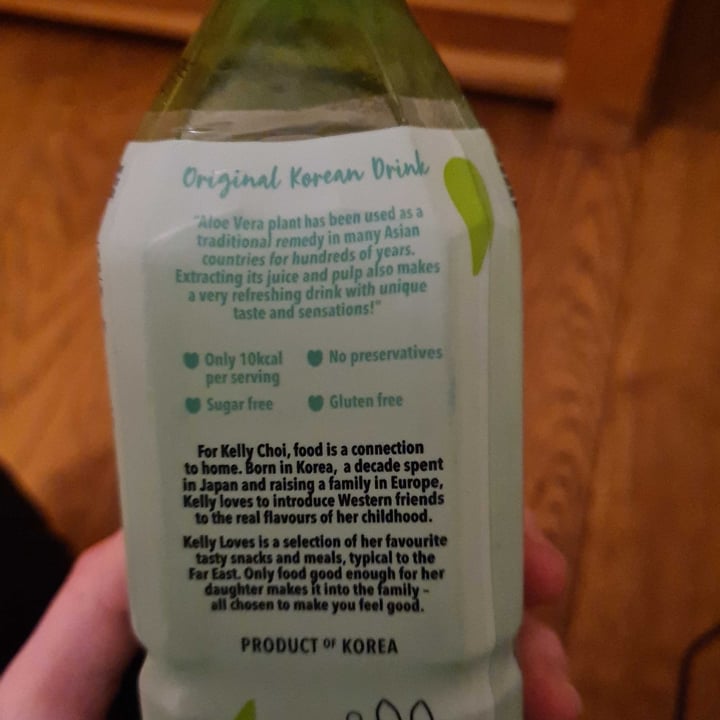 Original Korean Drink
"Aloe Vera plant has been used as a
traditional remedy in many Asian
countries for hundreds of years.
Extracting its juice and pulp also makes
a very refreshing drink with unique
taste and sensations!"
Only 10kcal
per serving
No preservatives
Sugar free
Gluten free
For Kelly Choi, food is a connection
to home. Born in Korea, a decade spent
in Japan and raising a family in Europe,
Kelly loves to introduce Western friends
to the real flavours of her childhood.
Kelly Loves is a selection of her favourite
tasty snacks and meals, typical to the
Far East. Only food good enough for her
daughter makes it into the family –
all chosen to make you feel good.
PRODUCT OF KOREA